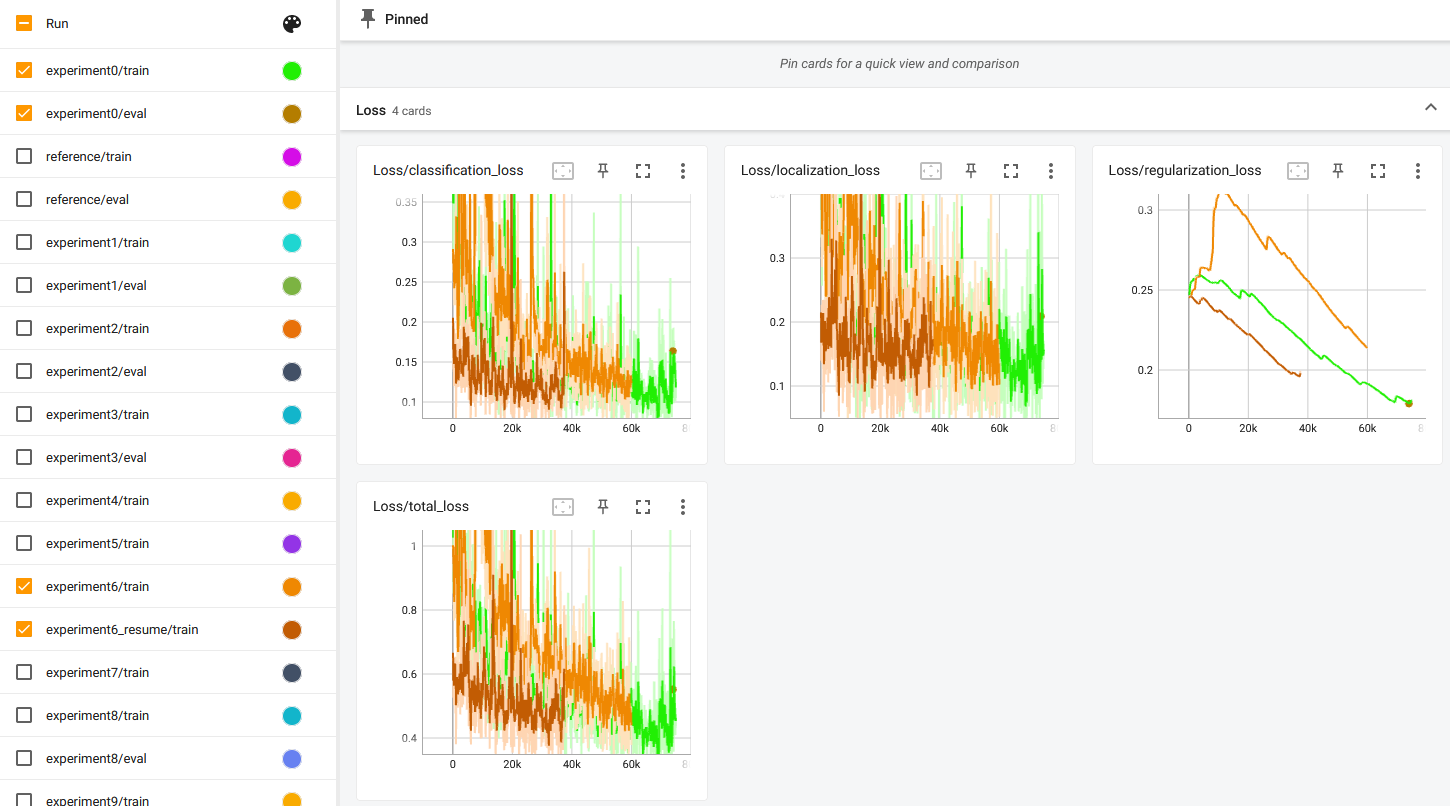 Run
experiment0/train
experiment0/eval
reference/train
reference/eval
experiment1/train
experiment1/eval
experiment2/train
experiment2/eval
experiment3/train
experiment3/eval
experiment4/train
experiment5/train
experiment6/train
experiment6_resume/train
experiment7/train
experiment8/train
experiment8/eval
experiment9/train
Pinned
Pin cards for a quick view and comparison
Loss 4 cards
Loss/classification_loss
0.35
0.3
0.25
0.2
0.15
0.1
0 20k 40k 60k 8
Loss/localization_loss
0.3
0.2
0.1
0 20k 40k 60k 8
Loss/regularization_loss
0.3
0.25
0.2
0 20k 40k 60k 8
Loss/total_loss
1
0.8
0.6
0.4
0 20k 40k 60k 8